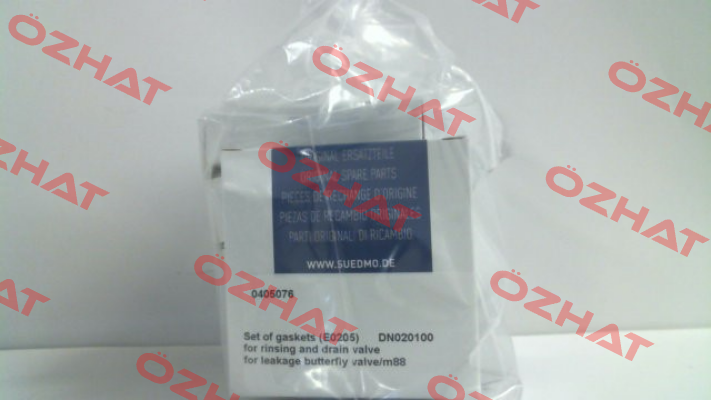 ORIGINAL ERSATZTEILE
ORIGINAL SPARE PARTS
PIECES DE RECHANGE D'ORIGINE
PIEZAS DE RECAMBIO ORIGINALES
PARTI ORIGINALI DI RICAMBIO
WWW.SUEDMO.DE
0405076
Set of gaskets (E0205) DN020100
for rinsing and drain valve
for leakage butterfly valve/m88
ÖZHAT
ÖZHAT
ÖZHAT
ÖZHAT
ÖZHAT
ÖZHAT
ÖZHAT
ÖZHAT
ÖZHAT
ÖZHAT